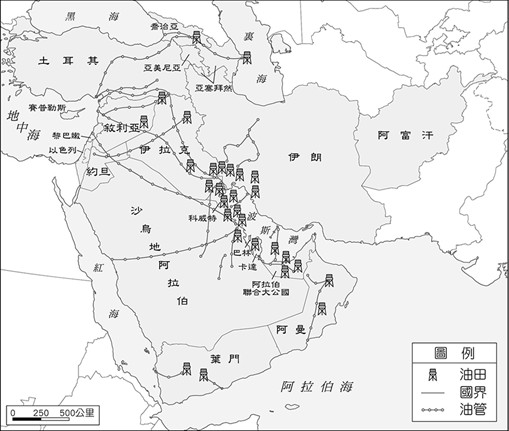 黑海
喬治亞
裏海
土耳其
亞美尼亞
亞塞拜然
賽普勒斯
地中海
黎巴嫩
敘利亞
以色列
伊拉克
伊朗
阿富汗
約旦
科威特
波斯灣
沙烏地阿拉伯
巴林
卡達
阿拉伯
聯合大公國
紅海
阿曼
葉門
阿拉伯海
圖例
油田
國界
油管
0 250 500公里